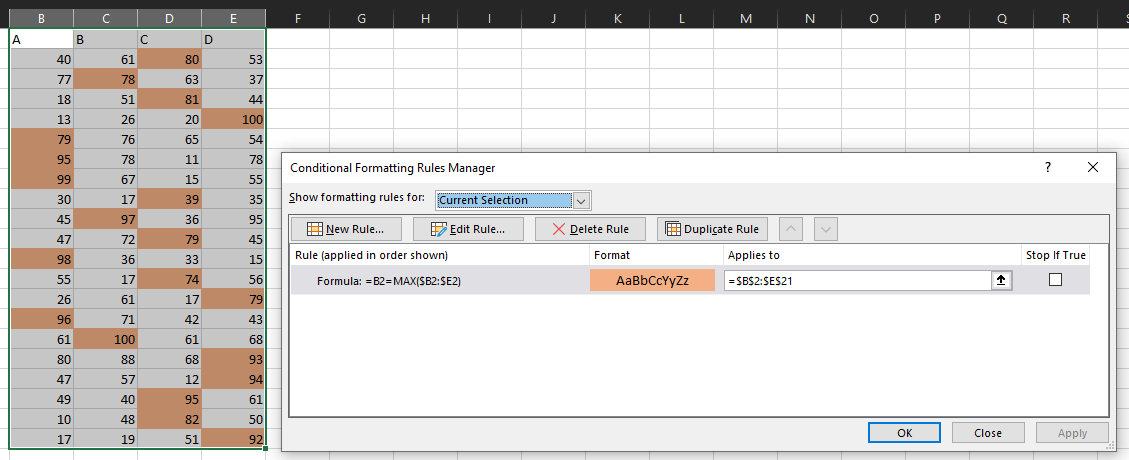 B C D E F G H I J K L M N O P Q R
A B C D
40 61 80 53
77 78 63 37
18 51 81 44
13 26 20 100
79 76 65 54
95 78 11 78
99 67 15 55
30 17 39 35
45 97 36 95
47 72 79 45
98 36 33 15
55 17 74 56
26 61 17 79
96 71 42 43
61 100 61 68
80 88 68 93
47 57 12 94
49 40 95 61
10 48 82 50
17 19 51 92
Conditional Formatting Rules Manager ?
Show formatting rules for: Current Selection
New Rule... Edit Rule... Delete Rule Duplicate Rule
Rule (applied in order shown) Format Applies to Stop If True
Formula: =B2=MAX($B2:$E2) AaBbCcYyZz =$B$2:$E$21
OK Close Apply